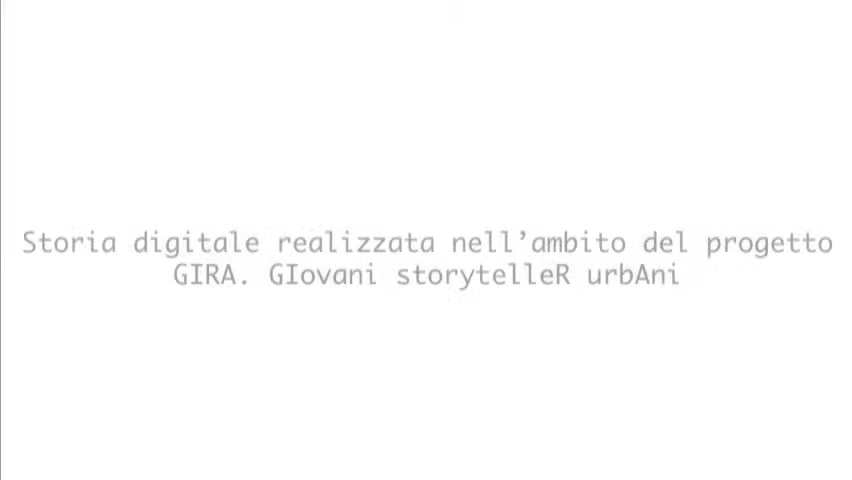 Storia digitale realizzata nell’ambito del progetto
GIRA. GIovani storytelleR urbAni